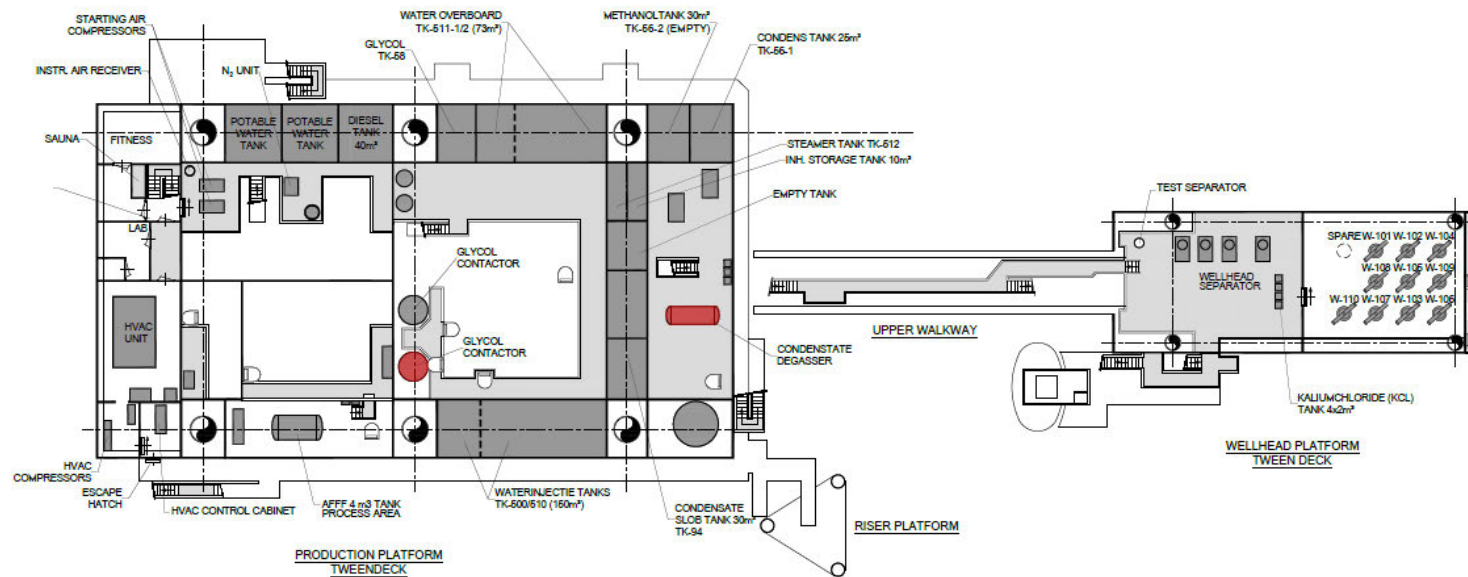 STARTING AIR
COMPRESSORS
INSTR. AIR RECEIVER
N₂ UNIT
WATER OVERBOARD
TK-511-1/2 (73m³)
GLYCOL
TK-58
METHANOLTANK 30m³
TK-56-2 (EMPTY)
CONDENS TANK 25m³
TK-56-1
SAUNA
FITNESS
POTABLE
WATER
TANK
POTABLE
WATER
TANK
DIESEL
TANK
40m³
STEAMER TANK TK-512
INH. STORAGE TANK 10m³
EMPTY TANK
LAB
GLYCOL
CONTACTOR
HVAC
UNIT
GLYCOL
CONTACTOR
CONDENSTATE
DEGASSER
UPPER WALKWAY
TEST SEPARATOR
WELLHEAD
SEPARATOR
SPARE W-101 W-102 W-104
W-108 W-105 W-109
W-110 W-107 W-103 W-106
KALIUMCHLORIDE (KCL)
TANK 4x2m³
WELLHEAD PLATFORM
TWEEN DECK
HVAC
COMPRESSORS
ESCAPE
HATCH
HVAC CONTROL CABINET
AFFF 4 m3 TANK
PROCESS AREA
WATERINJECTIE TANKS
TK-500/510 (150m³)
CONDENSATE
SLOB TANK 30m³
TK-94
RISER PLATFORM
PRODUCTION PLATFORM
TWEENDECK